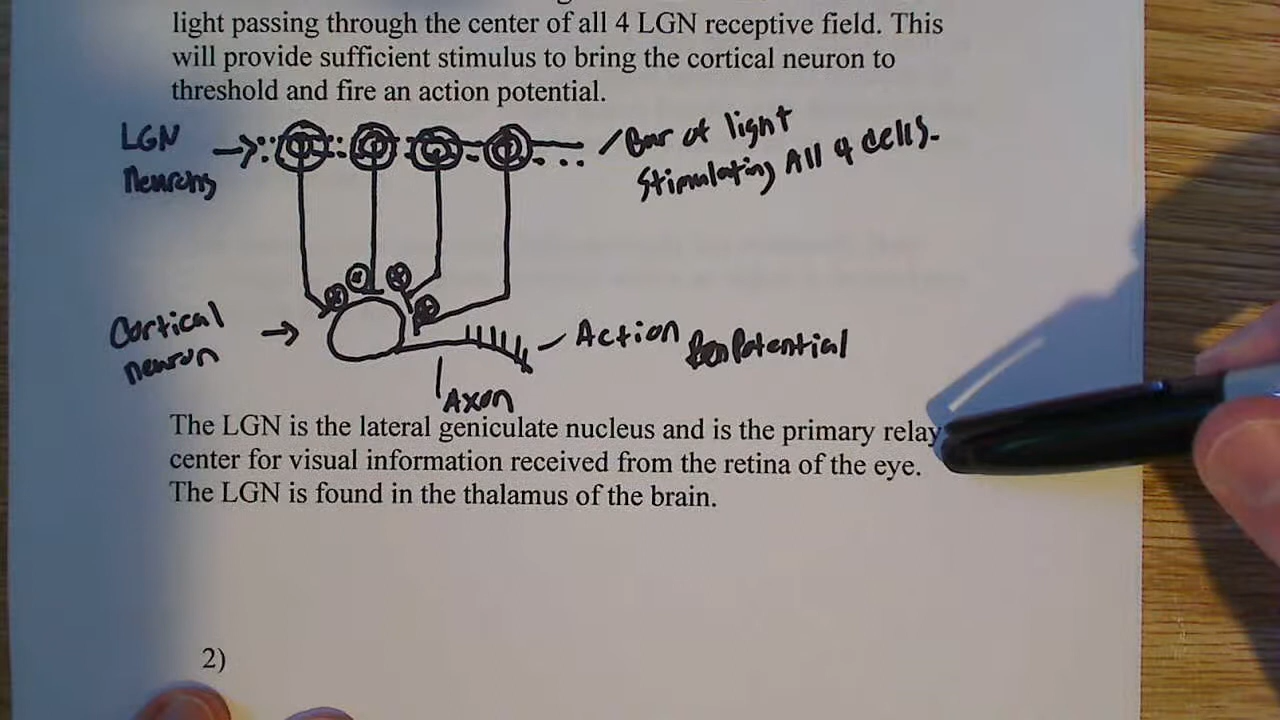 light passing through the center of all 4 LGN receptive field. This
will provide sufficient stimulus to bring the cortical neuron to
threshold and fire an action potential.
LGN
Neurons
Bar of light
Stimulating All 4 cells.
Cortical
neuron
Action Potential
Axon
The LGN is the lateral geniculate nucleus and is the primary relay
center for visual information received from the retina of the eye.
The LGN is found in the thalamus of the brain.
2)